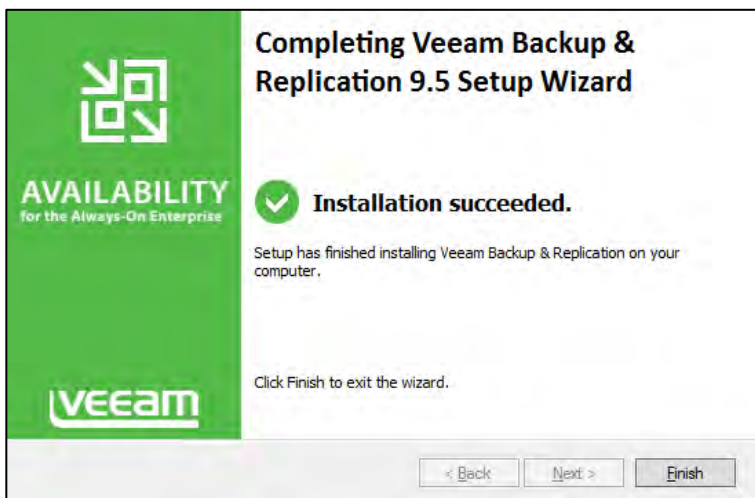 Completing Veeam Backup &
Replication 9.5 Setup Wizard
AVAILABILITY
for the Always-On Enterprise
Installation succeeded.
Setup has finished installing Veeam Backup & Replication on your
computer.
Click Finish to exit the wizard.
veeam
< Back
Next >
Finish